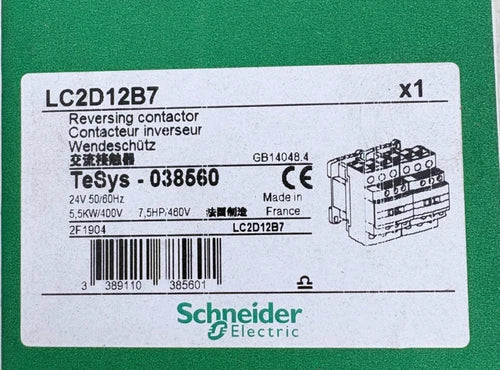 LC2D12B7 x1
Reversing contactor
Contacteur inverseur
Wendeschütz
交流接触器 GB14048.4
TeSys - 038560 CE
24V 50/60Hz Made in
5,5KW/400V 7,5HP/460V 法国制造 France
2F1904 LC2D12B7
3 389110 385601
Schneider
Electric